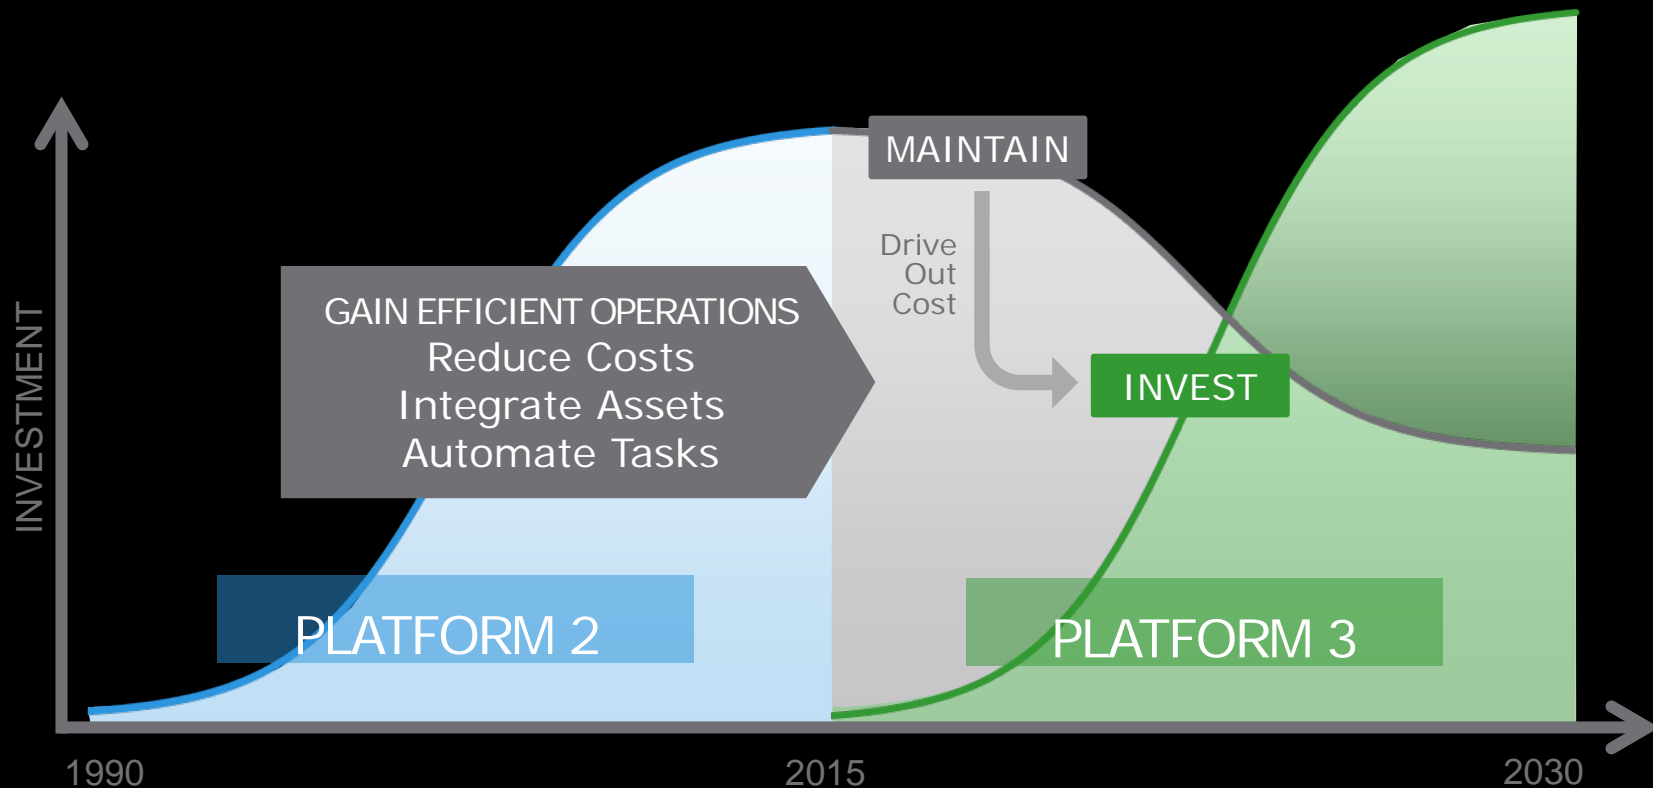 MAINTAIN
Drive
Out
Cost
GAIN EFFICIENT OPERATIONS
Reduce Costs
Integrate Assets
Automate Tasks
INVEST
INVESTMENT
PLATFORM 2
PLATFORM 3
1990
2015
2030